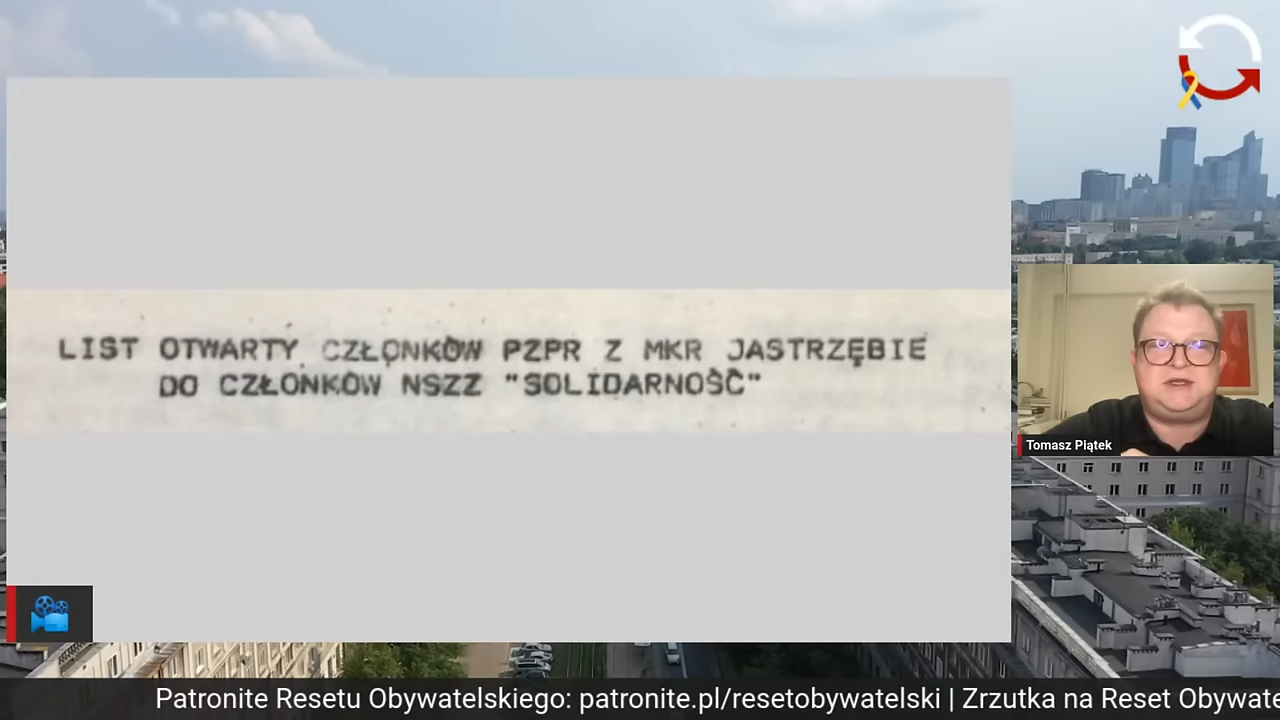 LIST OTWARTY CZŁONKÓW PZPR Z MKR JASTRZĘBIE
DO CZŁONKÓW NSZZ "SOLIDARNOŚĆ"
Tomasz Piątek
Patronite Resetu Obywatelskiego: patronite.pl/resetobywatelski | Zrzutka na Reset Obywate